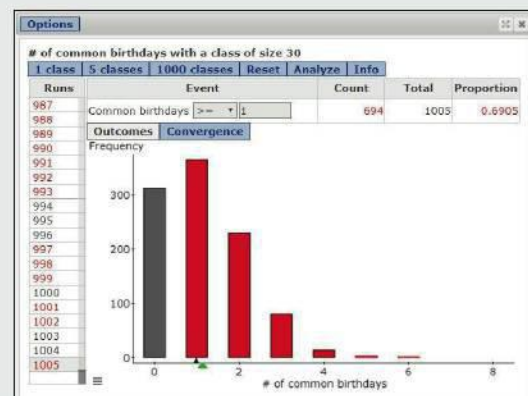 Options
# of common birthdays with a class of size 30
1 class 5 classes 1000 classes Reset Analyze Info
Runs Event Count Total Proportion
987
988
989
990
991
992
993
994
995
996
997
998
999
1000
1001
1002
1003
1004
1005
Common birthdays >= 1 694 1005 0.6905
Outcomes Convergence
Frequency
300
200
100
0
0 2 4 6 8
# of common birthdays